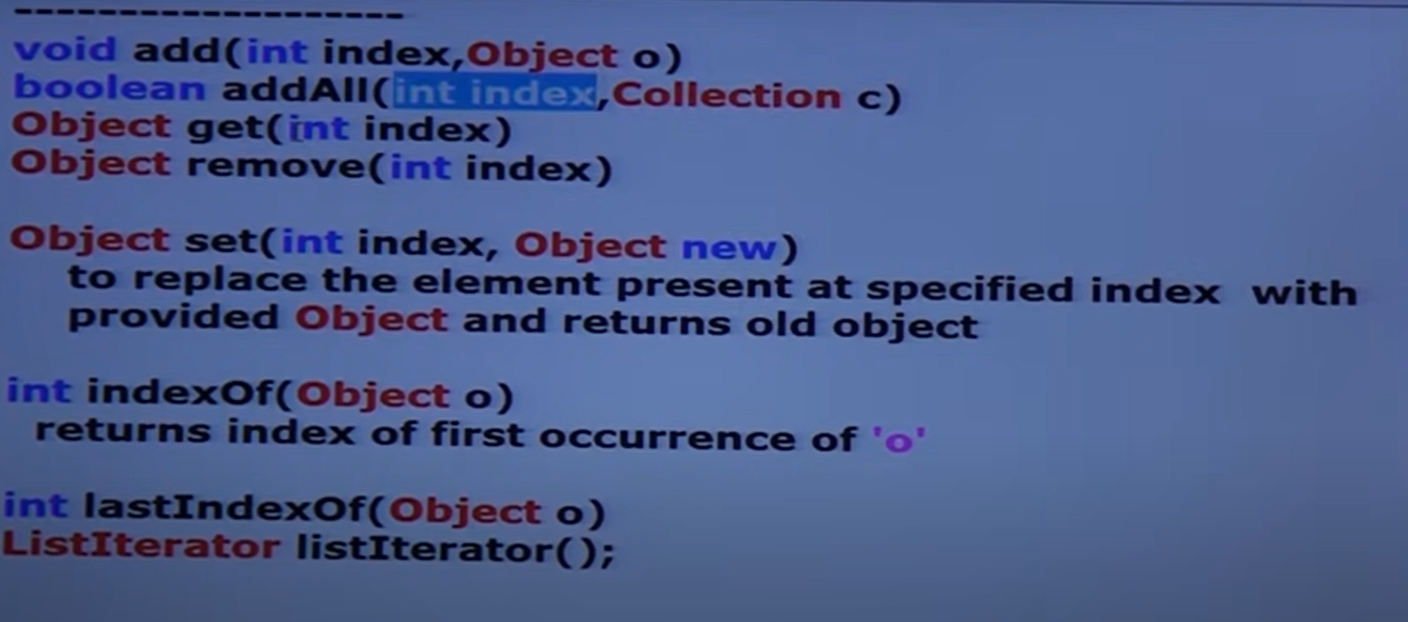 --------------------
void add(int index,Object o)
boolean addAll(int index,Collection c)
Object get(int index)
Object remove(int index)
Object set(int index, Object new)
to replace the element present at specified index  with
provided Object and returns old object
int indexOf(Object o)
returns index of first occurrence of 'o'
int lastIndexOf(Object o)
ListIterator listIterator();